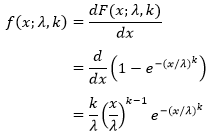 f(x; λ, k) = dF(x; λ, k)/dx
= d/dx (1 − e^−(x/λ)^k)
= k/λ (x/λ)^k−1 e^−(x/λ)^k